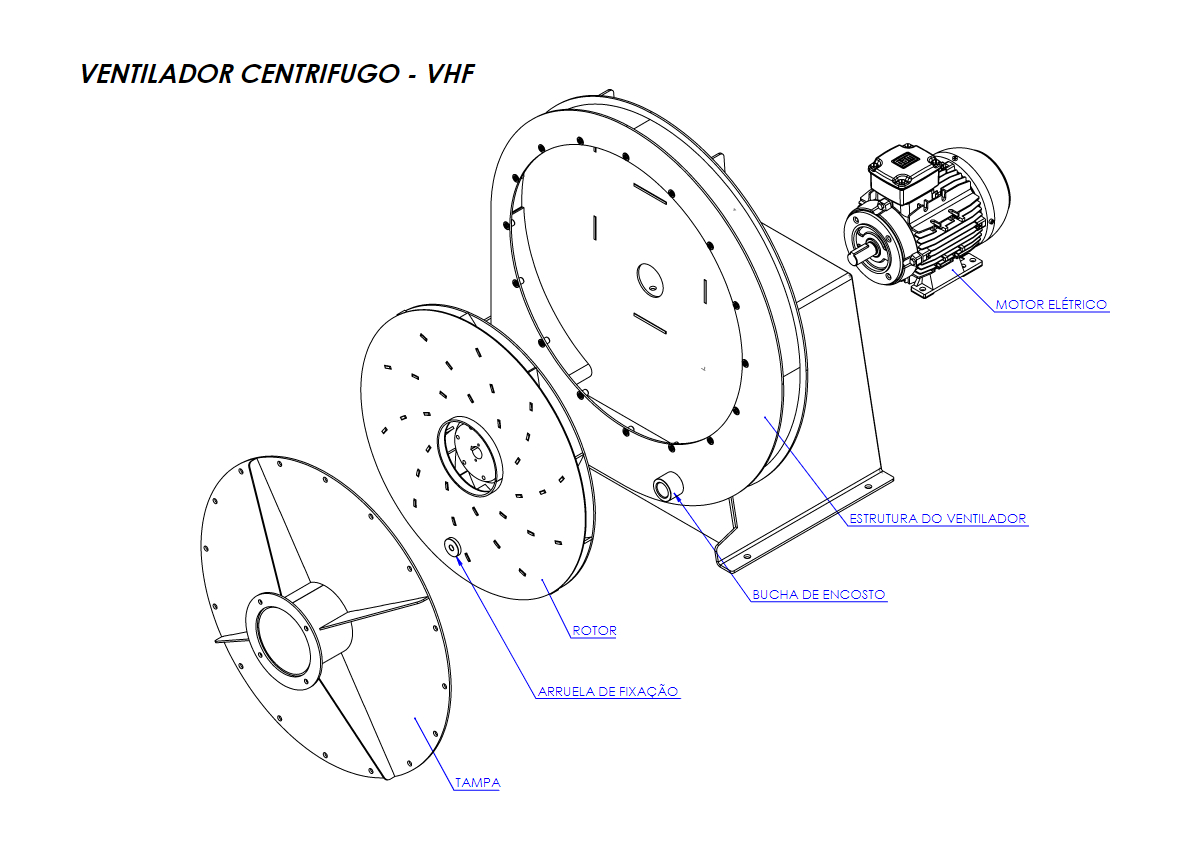 VENTILADOR CENTRIFUGO - VHF
MOTOR ELÉTRICO
ESTRUTURA DO VENTILADOR
BUCHA DE ENCOSTO
ROTOR
ARRUELA DE FIXAÇÃO
TAMPA